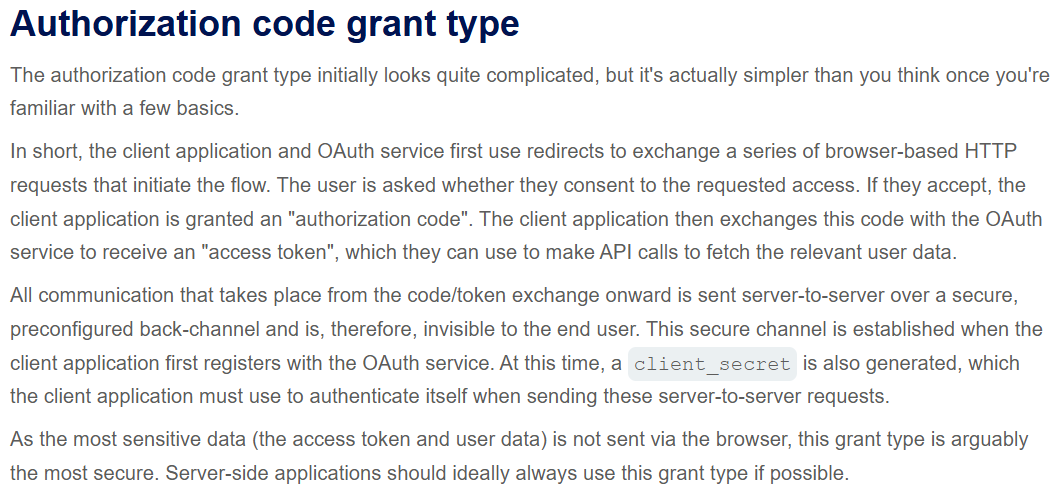 Authorization code grant type
The authorization code grant type initially looks quite complicated, but it's actually simpler than you think once you're
familiar with a few basics.
In short, the client application and OAuth service first use redirects to exchange a series of browser-based HTTP
requests that initiate the flow. The user is asked whether they consent to the requested access. If they accept, the
client application is granted an "authorization code". The client application then exchanges this code with the OAuth
service to receive an "access token", which they can use to make API calls to fetch the relevant user data.
All communication that takes place from the code/token exchange onward is sent server-to-server over a secure,
preconfigured back-channel and is, therefore, invisible to the end user. This secure channel is established when the
client application first registers with the OAuth service. At this time, a client_secret is also generated, which
the client application must use to authenticate itself when sending these server-to-server requests.
As the most sensitive data (the access token and user data) is not sent via the browser, this grant type is arguably
the most secure. Server-side applications should ideally always use this grant type if possible.